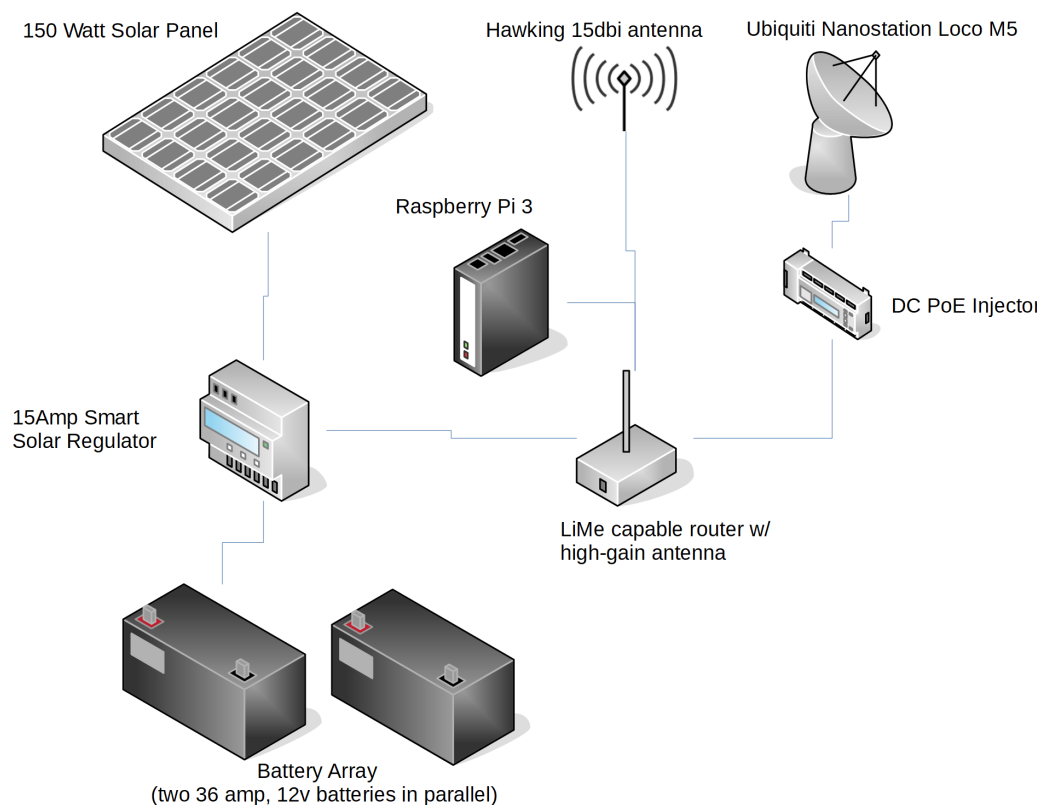 150 Watt Solar Panel
Hawking 15dbi antenna
Ubiquiti Nanostation Loco M5
Raspberry Pi 3
DC PoE Injector
15Amp Smart
Solar Regulator
LiMe capable router w/
high-gain antenna
Battery Array
(two 36 amp, 12v batteries in parallel)